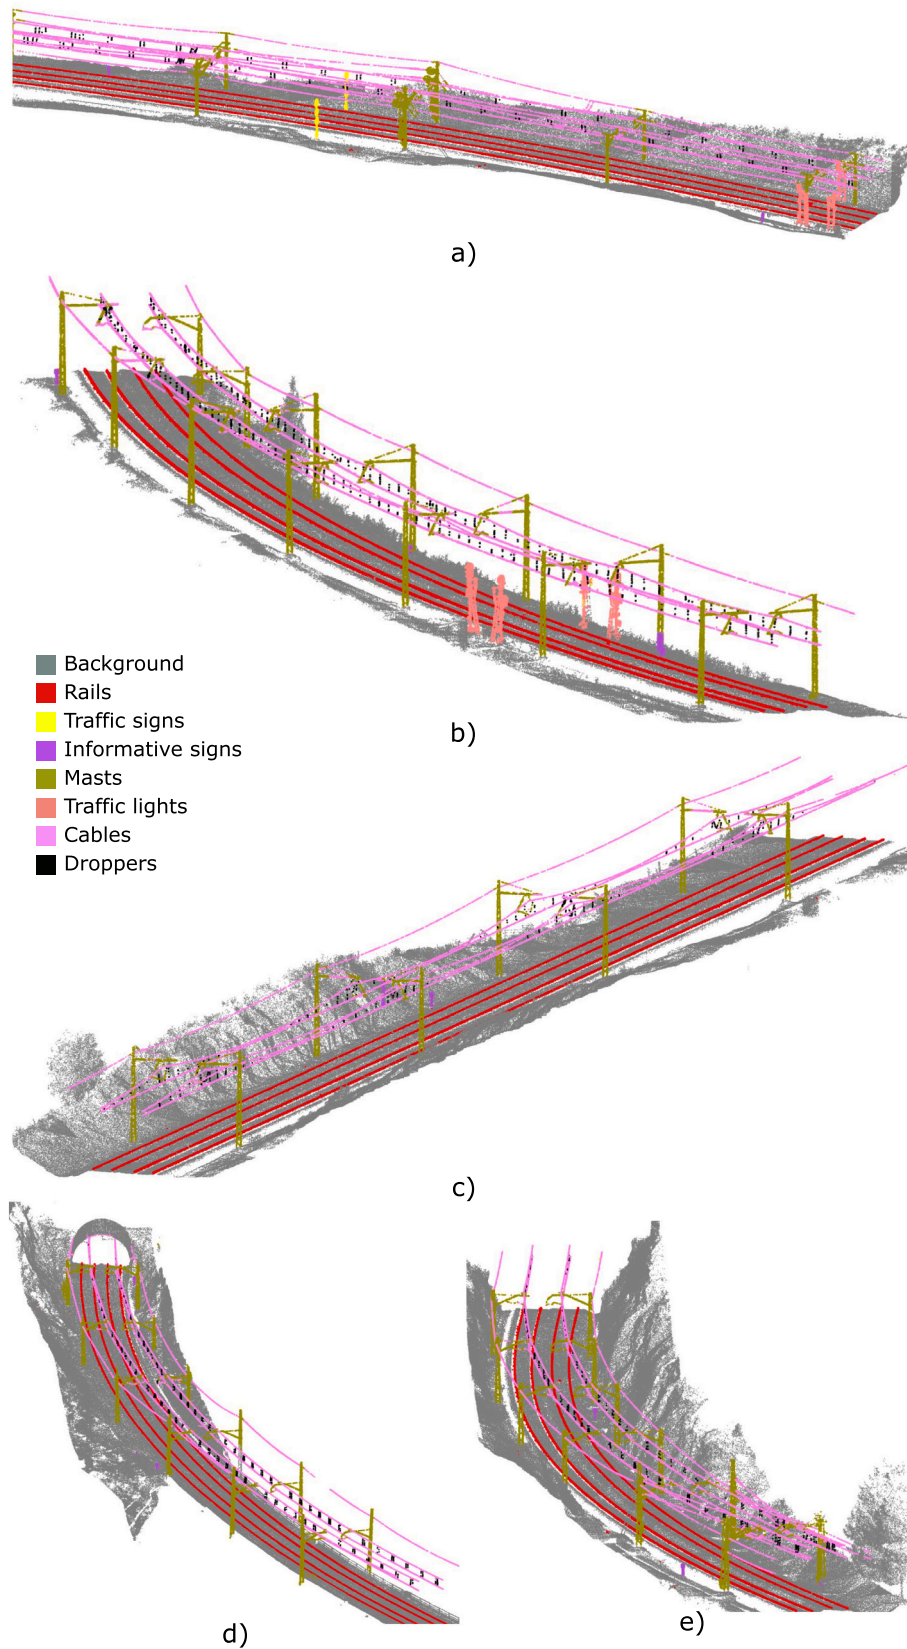 a)
Background
Rails
Traffic signs
Informative signs
Masts
Traffic lights
Cables
Droppers
b)
c)
d)
e)